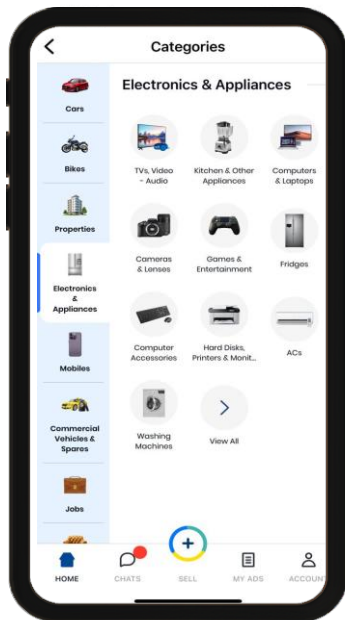 Categories
Cars
Bikes
Properties
Electronics
&
Appliances
Mobiles
Commercial
Vehicles &
Spares
Jobs
Electronics & Appliances
TVs, Video
- Audio
Kitchen & Other
Appliances
Computers
& Laptops
Cameras
& Lenses
Games &
Entertainment
Fridges
Computer
Accessories
Hard Disks,
Printers & Monit...
ACs
Washing
Machines
View All
HOME
CHATS
SELL
MY ADS
ACCOUNT